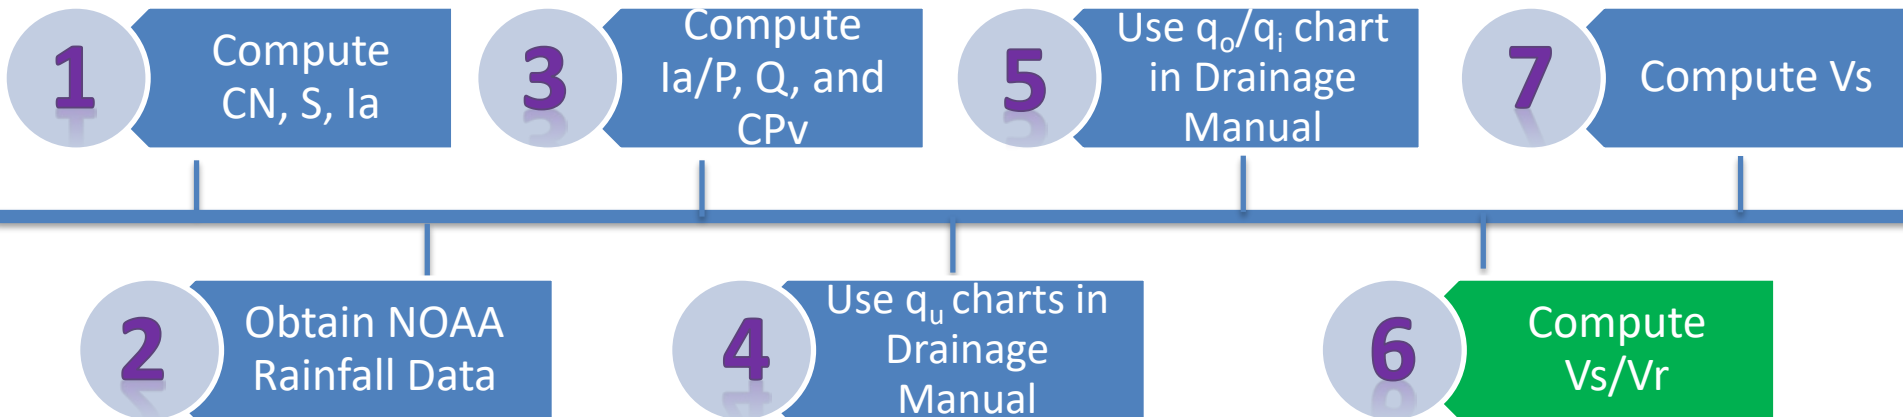 1
Compute
CN, S, Ia
2
Obtain NOAA
Rainfall Data
3
Compute
Ia/P, Q, and
CPv
4
Use qu charts in
Drainage
Manual
5
Use qo/qi chart
in Drainage
Manual
6
Compute
Vs/Vr
7
Compute Vs